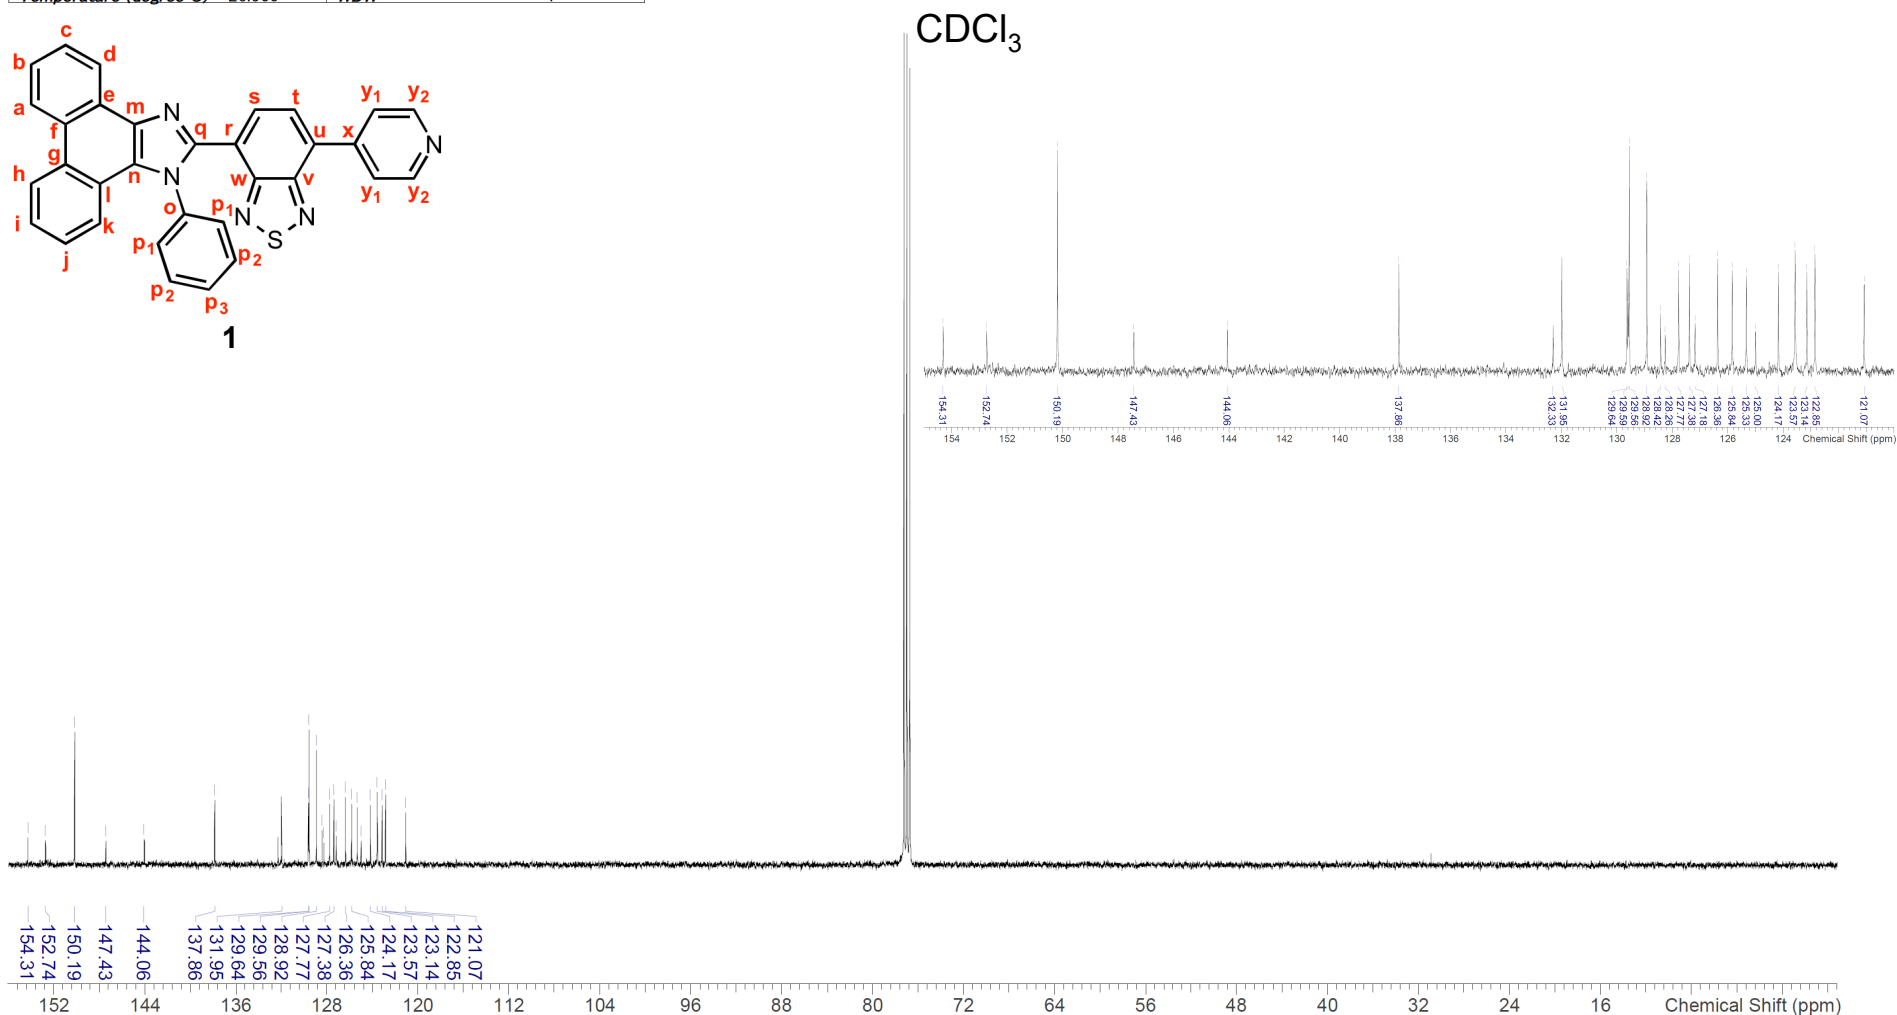 CDCl3
c
b
d
a
e
m
N
s
t
y1
y2
f
q
r
u
x
N
g
h
n
N
w
v
y1
y2
l
i
o
p1
N
N
k
j
p1
S
p2
p2
p3
1
154.31
152.74
150.19
147.43
144.06
137.86
132.33
131.95
129.64
129.59
129.56
128.92
128.42
128.26
127.77
127.38
127.18
126.36
125.84
125.33
125.00
124.17
123.57
123.14
122.85
121.07
154 152 150 148 146 144 142 140 138 136 134 132 130 128 126 124 Chemical Shift (ppm)
154.31
152.74
150.19
147.43
144.06
137.86
131.95
129.64
129.56
128.92
127.77
127.38
126.36
125.84
124.17
123.57
123.14
122.85
121.07
152 144 136 128 120 112 104 96 88 80 72 64 56 48 40 32 24 16 Chemical Shift (ppm)